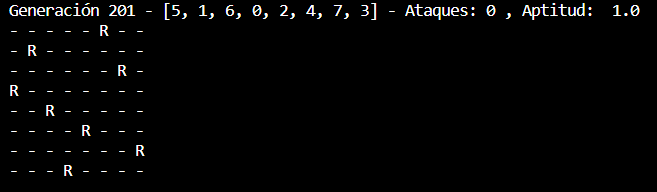 Generación 201 - [5, 1, 6, 0, 2, 4, 7, 3] - Ataques: 0 , Aptitud:  1.0
- - - - - R - -
- R - - - - - -
- - - - - - R -
R - - - - - - -
- - R - - - - -
- - - - R - - -
- - - - - - - R
- - - R - - - -